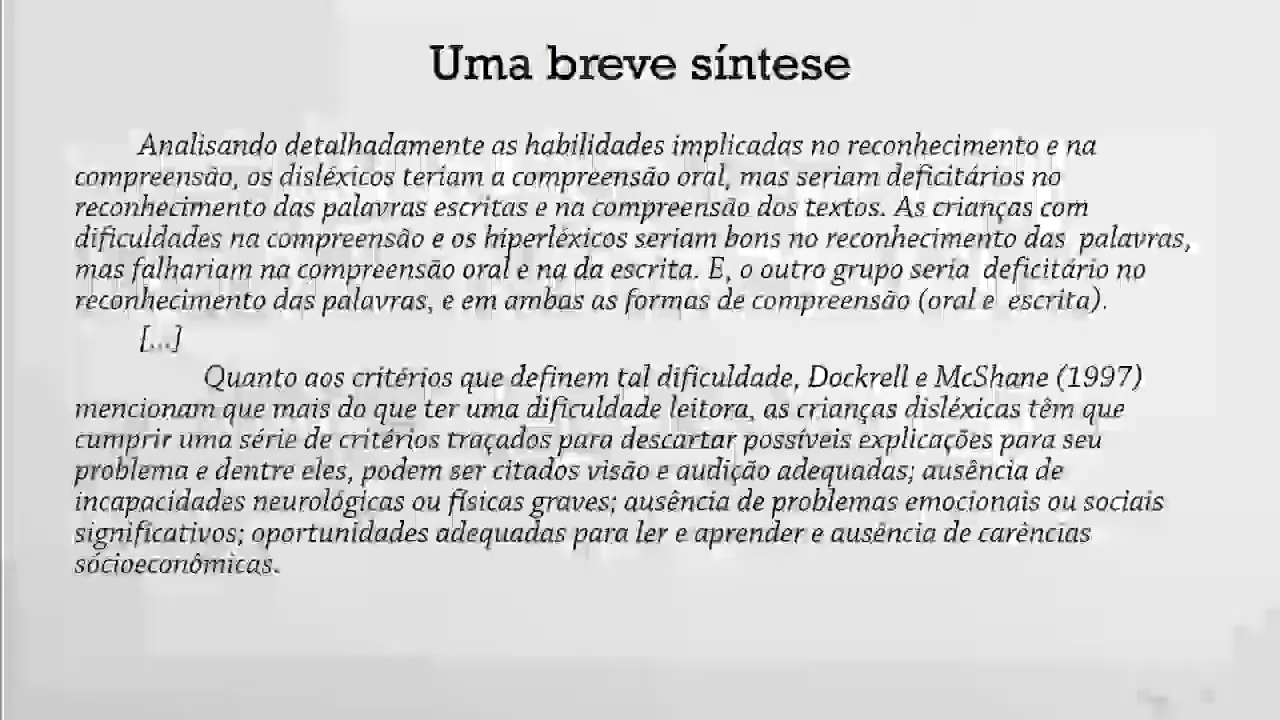 Uma breve síntese
Analisando detalhadamente as habilidades implicadas no reconhecimento e na
compreensão, os disléxicos teriam a compreensão oral, mas seriam deficitários no
reconhecimento das palavras escritas e na compreensão dos textos. As crianças com
dificuldades na compreensão e os hiperléxicos seriam bons no reconhecimento das palavras,
mas falhariam na compreensão oral e na da escrita. E, o outro grupo seria deficitário no
reconhecimento das palavras, e em ambas as formas de compreensão (oral e escrita).
[...]
Quanto aos critérios que definem tal dificuldade, Dockrell e McShane (1997)
mencionam que mais do que ter uma dificuldade leitora, as crianças disléxicas têm que
cumprir uma série de critérios traçados para descartar possíveis explicações para seu
problema e dentre eles, podem ser citados visão e audição adequadas; ausência de
incapacidades neurológicas ou físicas graves; ausência de problemas emocionais ou sociais
significativos; oportunidades adequadas para ler e aprender e ausência de carências
sócioeconômicas.